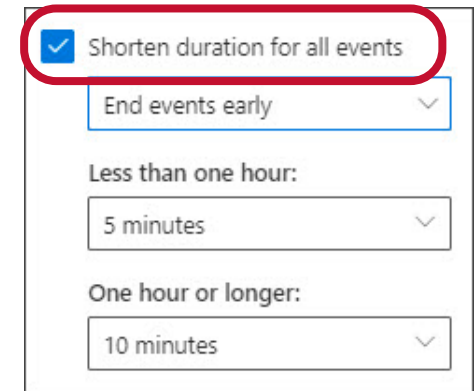 Shorten duration for all events
End events early
Less than one hour:
5 minutes
One hour or longer:
10 minutes